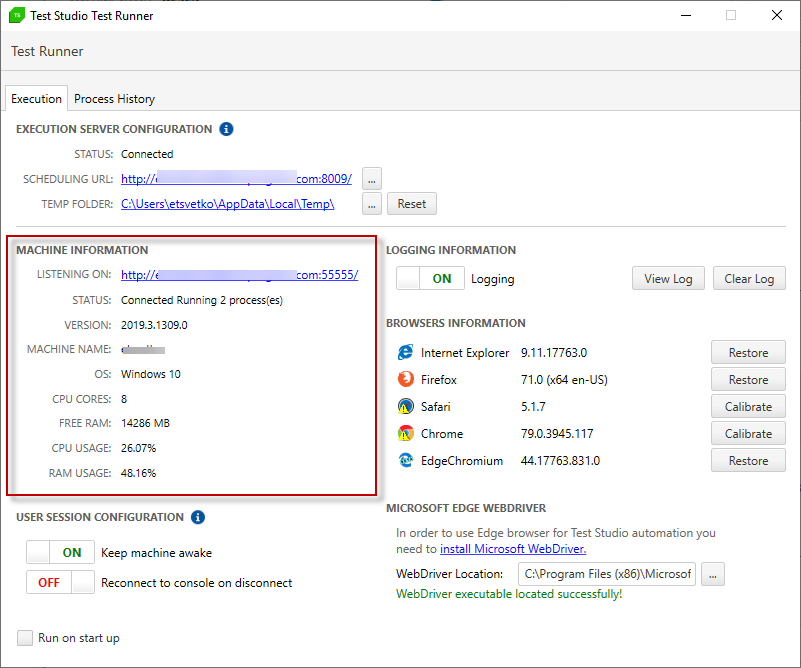 TS Test Studio Test Runner
Test Runner
Execution Process History
EXECUTION SERVER CONFIGURATION i
STATUS: Connected
SCHEDULING URL: http:// com:8009/ ...
TEMP FOLDER: C:\Users\etsvetko\AppData\Local\Temp\ ... Reset
MACHINE INFORMATION
LISTENING ON: http:// com:55555/
STATUS: Connected Running 2 process(es)
VERSION: 2019.3.1309.0
MACHINE NAME:
OS: Windows 10
CPU CORES: 8
FREE RAM: 14286 MB
CPU USAGE: 26.07%
RAM USAGE: 48.16%
USER SESSION CONFIGURATION i
ON Keep machine awake
OFF Reconnect to console on disconnect
Run on start up
LOGGING INFORMATION
ON Logging View Log Clear Log
BROWSERS INFORMATION
Internet Explorer 9.11.17763.0 Restore
Firefox 71.0 (x64 en-US) Restore
Safari 5.1.7 Calibrate
Chrome 79.0.3945.117 Calibrate
EdgeChromium 44.17763.831.0 Restore
MICROSOFT EDGE WEBDRIVER
In order to use Edge browser for Test Studio automation you
need to install Microsoft WebDriver.
WebDriver Location: C:\Program Files (x86)\Microsof ...
WebDriver executable located successfully!